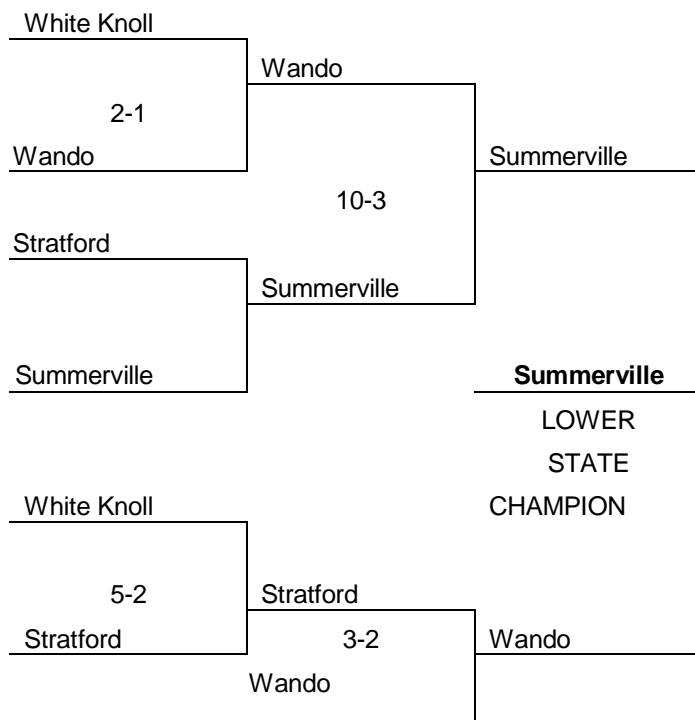 White Knoll
Wando
2-1
Wando
Summerville
10-3
Stratford
Summerville
Summerville
Summerville
LOWER
STATE
White Knoll
CHAMPION
5-2
Stratford
Stratford
3-2
Wando
Wando